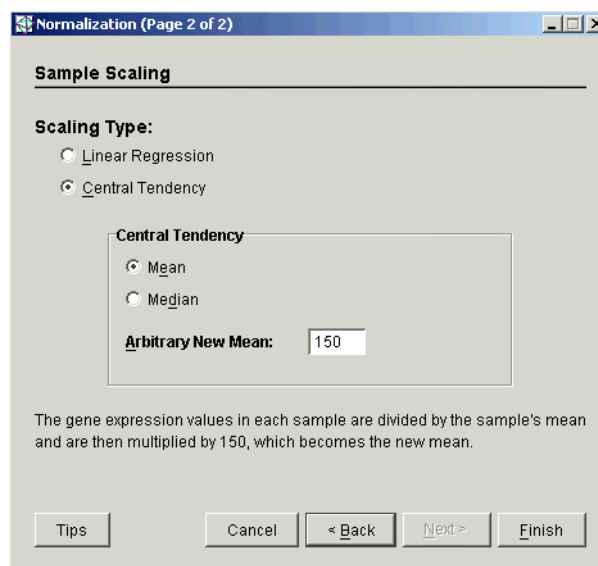 Normalization (Page 2 of 2)
Sample Scaling
Scaling Type:
Linear Regression
Central Tendency
Central Tendency
Mean
Median
Arbitrary New Mean: 150
The gene expression values in each sample are divided by the sample's mean
and are then multiplied by 150, which becomes the new mean.
Tips Cancel < Back Next > Finish